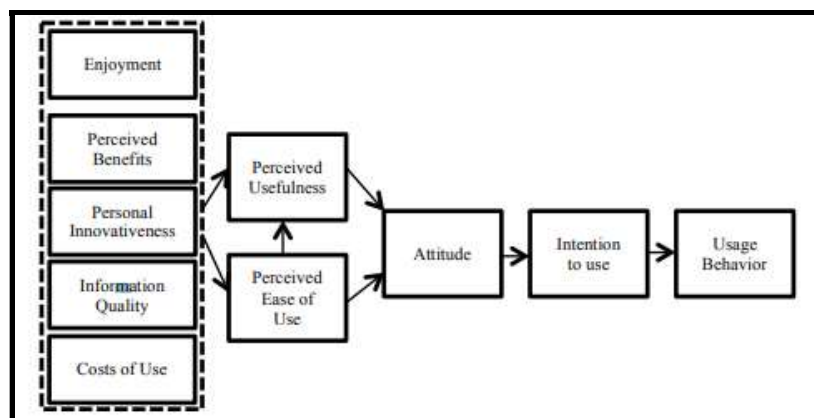 Enjoyment
Perceived
Benefits
Personal
Innovativeness
Information
Quality
Costs of Use
Perceived
Usefulness
Perceived
Ease of
Use
Attitude
Intention
to use
Usage
Behavior